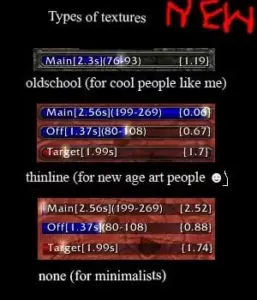 Types of textures
NEW
Main[2.3s](76-93) [1.19]
oldschool (for cool people like me)
Main[2.56s](199-269) [0.06]
Off[1.37s](80-108) [0.67]
Target[1.99s] [1.7]
thinline (for new age art people ☻)
Main[2.56s](199-269) [2.52]
Off[1.37s](80-108) [0.88]
Target[1.99s] [1.74]
none (for minimalists)